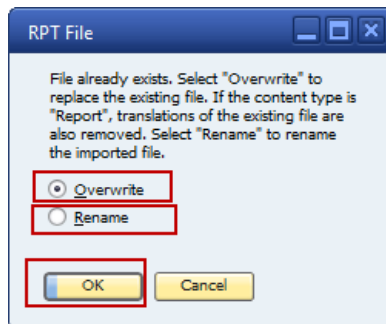 RPT File
File already exists. Select "Overwrite" to
replace the existing file. If the content type is
"Report", translations of the existing file are
also removed. Select "Rename" to rename
the imported file.
Overwrite
Rename
OK Cancel